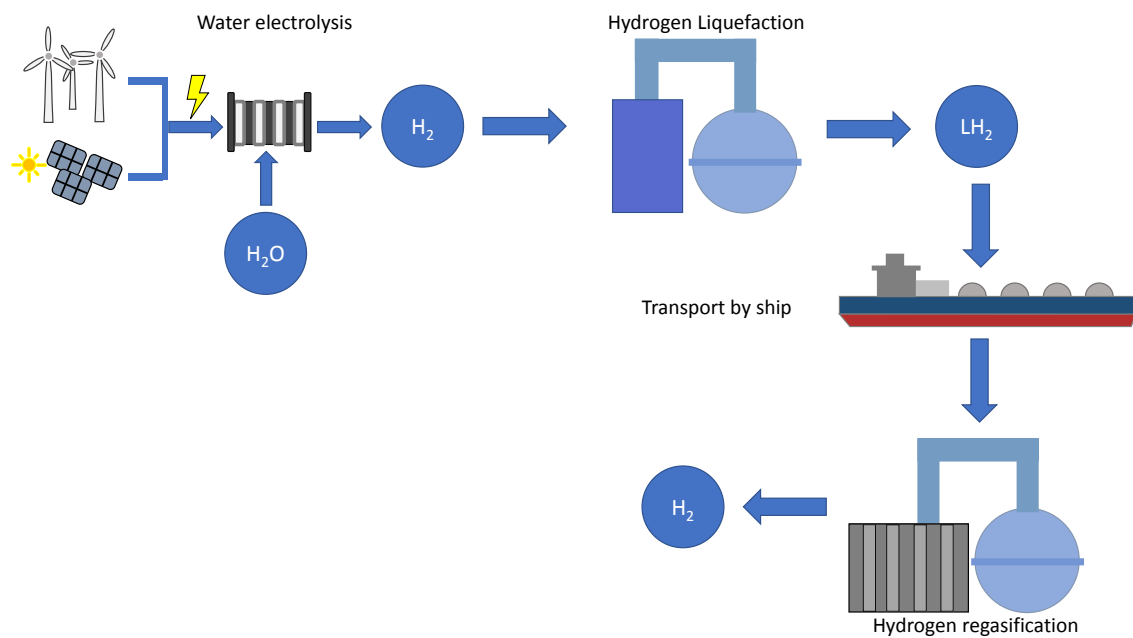 Water electrolysis
Hydrogen Liquefaction
H₂
LH₂
H₂O
Transport by ship
H₂
Hydrogen regasification